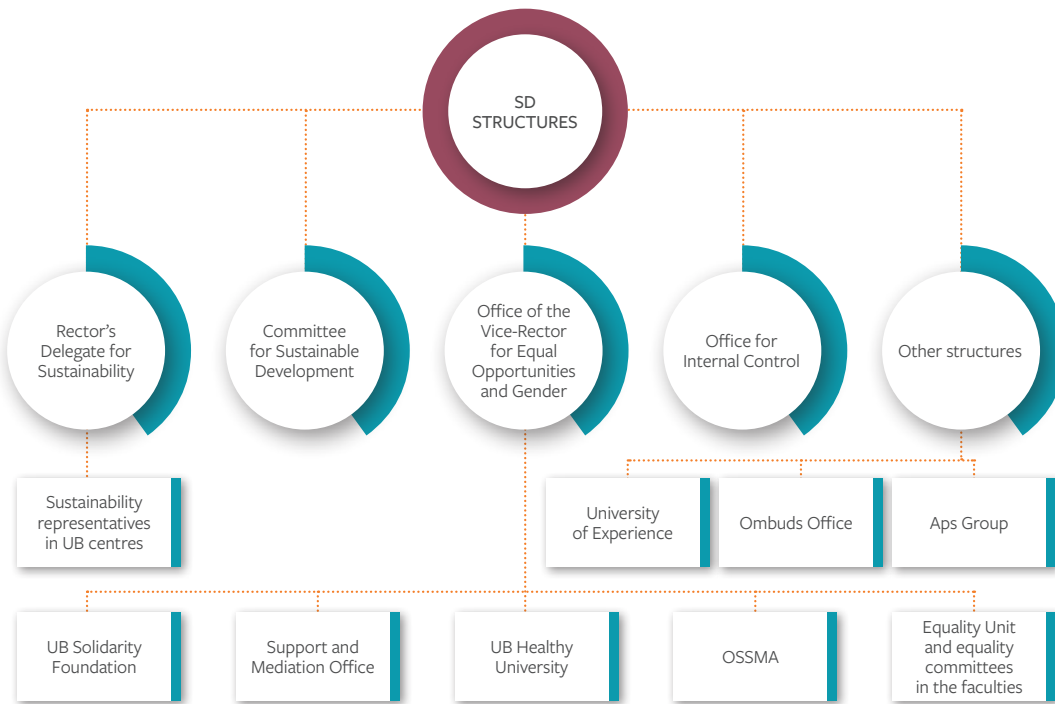 SD
STRUCTURES
Rector’s
Delegate for
Sustainability
Committee
for Sustainable
Development
Office of the
Vice-Rector
for Equal
Opportunities
and Gender
Office for
Internal Control
Other structures
Sustainability
representatives
in UB centres
University
of Experience
Ombuds Office
Aps Group
UB Solidarity
Foundation
Support and
Mediation Office
UB Healthy
University
OSSMA
Equality Unit
and equality
committees
in the faculties